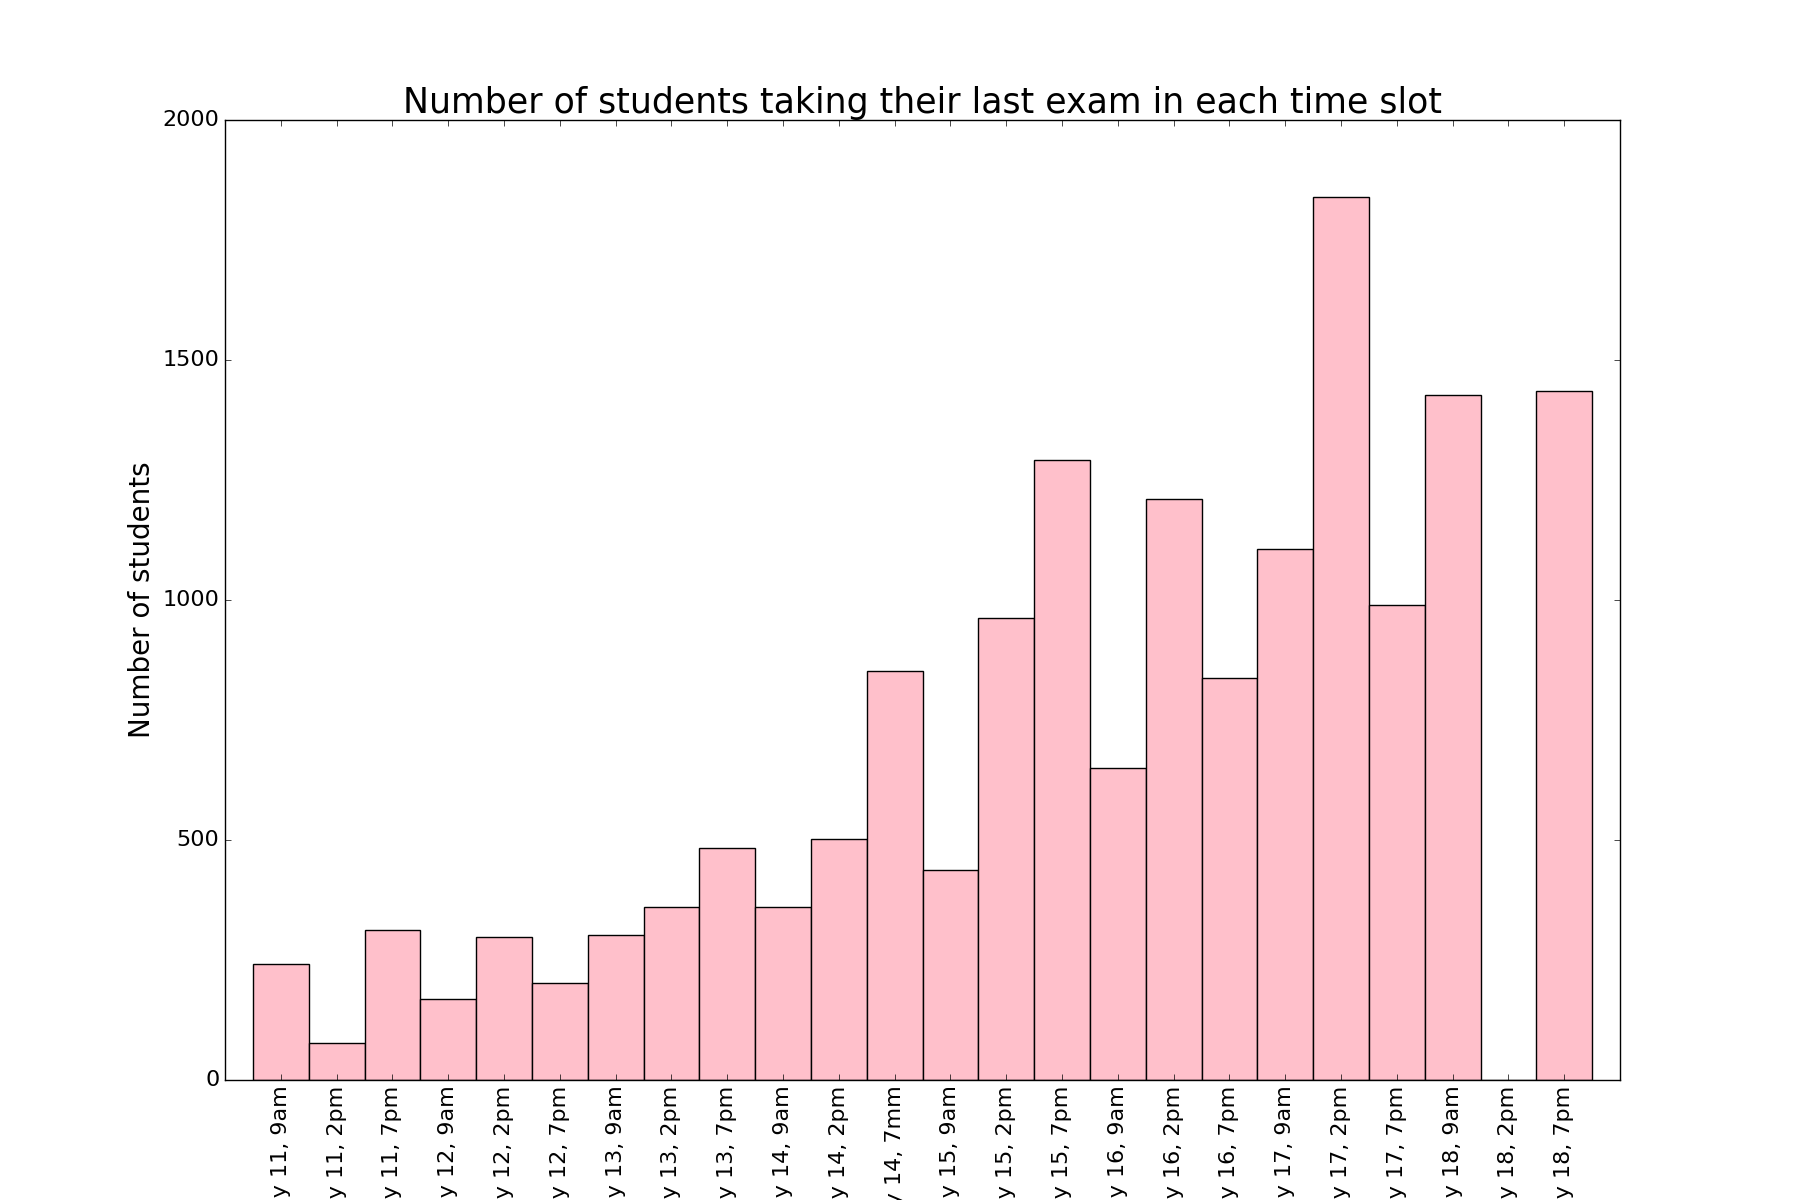 Number of students taking their last exam in each time slot
2000
1500
1000
500
0
Number of students
y 11, 9am
y 11, 2pm
y 11, 7pm
y 12, 9am
y 12, 2pm
y 12, 7pm
y 13, 9am
y 13, 2pm
y 13, 7pm
y 14, 9am
y 14, 2pm
y 14, 7mm
y 15, 9am
y 15, 2pm
y 15, 7pm
y 16, 9am
y 16, 2pm
y 16, 7pm
y 17, 9am
y 17, 2pm
y 17, 7pm
y 18, 9am
y 18, 2pm
y 18, 7pm